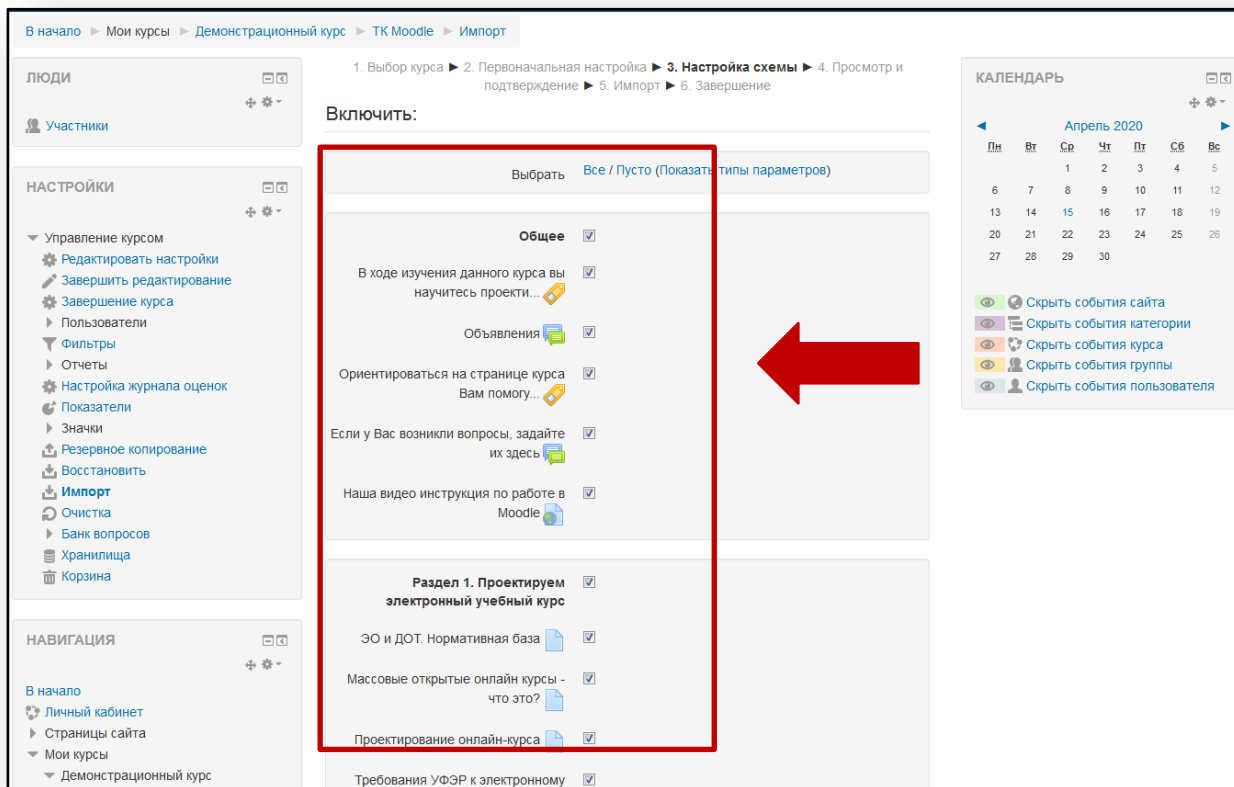 В начало ► Мои курсы ► Демонстрационный курс ► ТК Moodle ► Импорт
ЛЮДИ
Участники
НАСТРОЙКИ
Управление курсом
Редактировать настройки
Завершить редактирование
Завершение курса
Пользователи
Фильтры
Отчеты
Настройка журнала оценок
Показатели
Значки
Резервное копирование
Восстановить
Импорт
Очистка
Банк вопросов
Хранилища
Корзина
НАВИГАЦИЯ
В начало
Личный кабинет
Страницы сайта
Мои курсы
Демонстрационный курс
1. Выбор курса ► 2. Первоначальная настройка ► 3. Настройка схемы ► 4. Просмотр и
подтверждение ► 5. Импорт ► 6. Завершение
Включить:
Выбрать Все / Пусто (Показать типы параметров)
Общее
В ходе изучения данного курса вы
научитесь проекти...
Объявления
Ориентироваться на странице курса
Вам помогу...
Если у Вас возникли вопросы, задайте
их здесь
Наша видео инструкция по работе в
Moodle
Раздел 1. Проектируем
электронный учебный курс
ЭО и ДОТ. Нормативная база
Массовые открытые онлайн курсы -
что это?
Проектирование онлайн-курса
Требования УФЭР к электронному
КАЛЕНДАРЬ
◄ Апрель 2020 ►
Пн Вт Ср Чт Пт Сб Вс
1 2 3 4 5
6 7 8 9 10 11 12
13 14 15 16 17 18 19
20 21 22 23 24 25 26
27 28 29 30
Скрыть события сайта
Скрыть события категории
Скрыть события курса
Скрыть события группы
Скрыть события пользователя